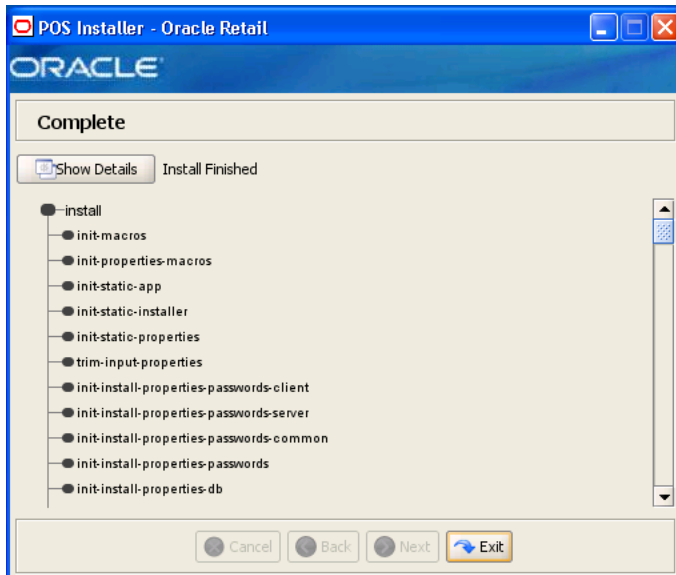 POS Installer - Oracle Retail
ORACLE
Complete
Show Details Install Finished
install
init-macros
init-properties-macros
init-static-app
init-static-installer
init-static-properties
trim-input-properties
init-install-properties-passwords-client
init-install-properties-passwords-server
init-install-properties-passwords-common
init-install-properties-passwords
init-install-properties-db
Cancel Back Next Exit